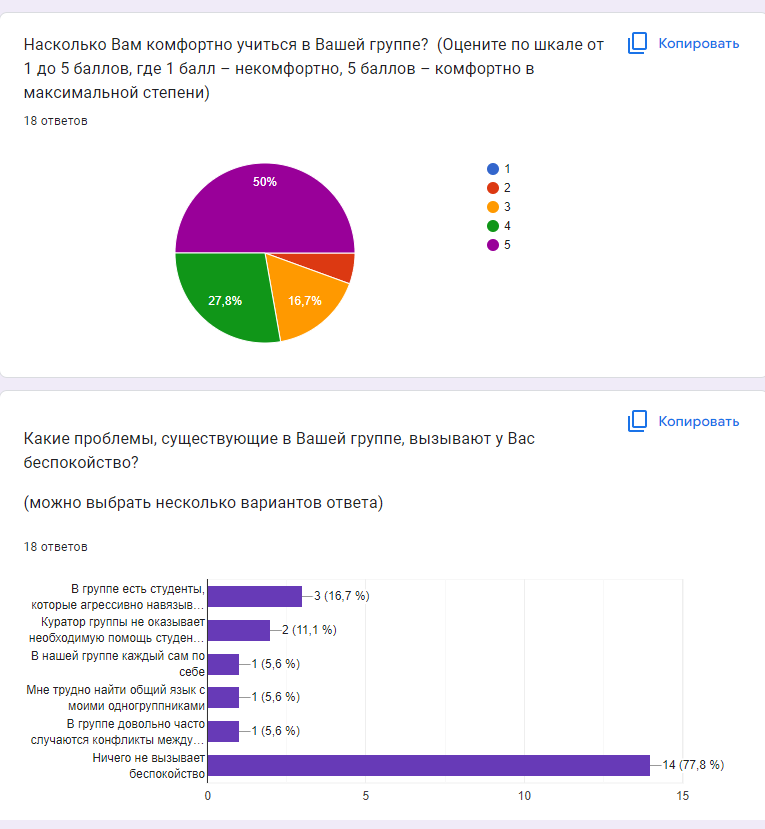 Насколько Вам комфортно учиться в Вашей группе?  (Оцените по шкале от
1 до 5 баллов, где 1 балл – некомфортно, 5 баллов – комфортно в
максимальной степени)
Копировать
18 ответов
50%
27,8%
16,7%
1
2
3
4
5
Копировать
Какие проблемы, существующие в Вашей группе, вызывают у Вас
беспокойство?
(можно выбрать несколько вариантов ответа)
18 ответов
В группе есть студенты,
которые агрессивно навязыв…
3 (16,7 %)
Куратор группы не оказывает
необходимую помощь студен…
2 (11,1 %)
В нашей группе каждый сам по
себе
1 (5,6 %)
Мне трудно найти общий язык с
моими одногруппниками
1 (5,6 %)
В группе довольно часто
случаются конфликты между…
1 (5,6 %)
Ничего не вызывает
беспокойство
14 (77,8 %)
0
5
10
15